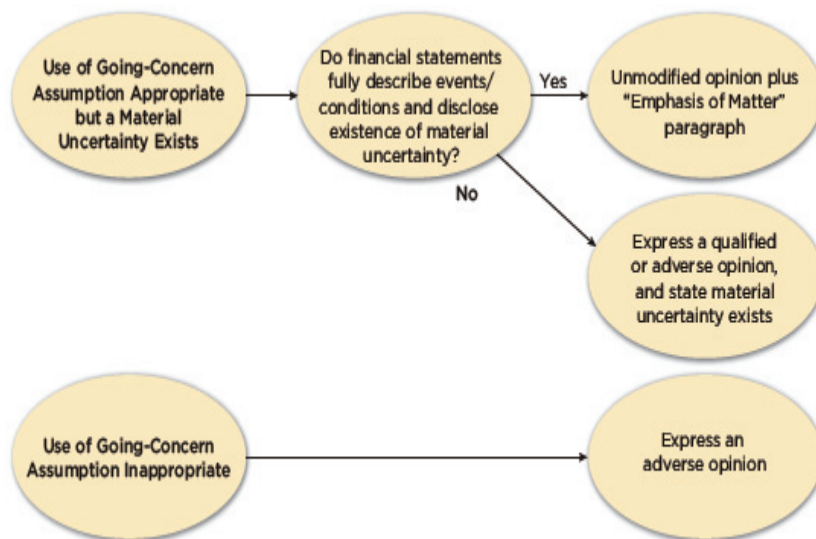 Use of Going-Concern
Assumption Appropriate
but a Material
Uncertainty Exists
Do financial statements
fully describe events/
conditions and disclose
existence of material
uncertainty?
Yes
Unmodified opinion plus
"Emphasis of Matter"
paragraph
No
Express a qualified
or adverse opinion,
and state material
uncertainty exists
Use of Going-Concern
Assumption Inappropriate
Express an
adverse opinion